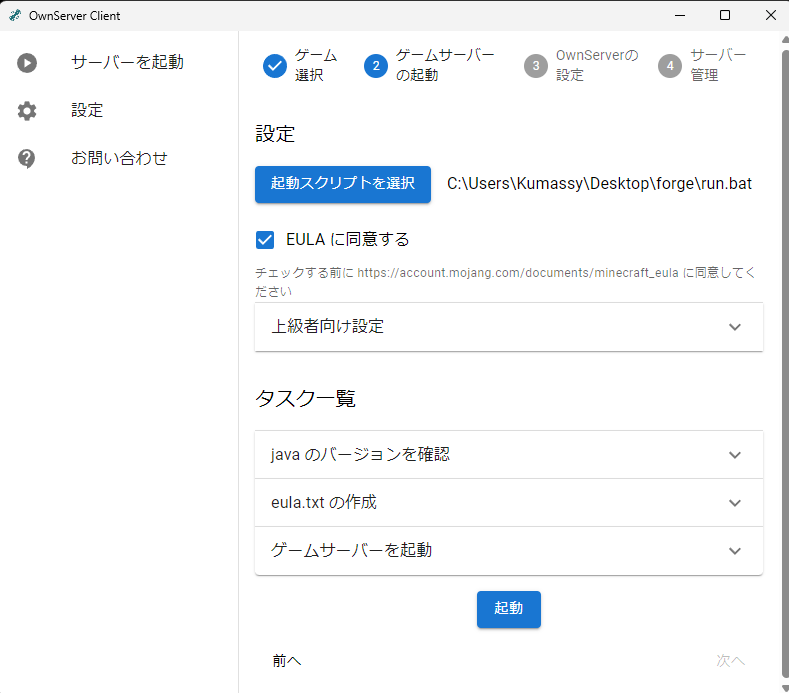 OwnServer Client
サーバーを起動
設定
お問い合わせ
ゲーム
選択
2
ゲームサーバー
の起動
3
OwnServerの
設定
4
サーバー
管理
設定
起動スクリプトを選択
C:\Users\Kumassy\Desktop\forge\run.bat
EULA に同意する
チェックする前に https://account.mojang.com/documents/minecraft_eula に同意してく
ださい
上級者向け設定
タスク一覧
java のバージョンを確認
eula.txt の作成
ゲームサーバーを起動
起動
前へ
次へ